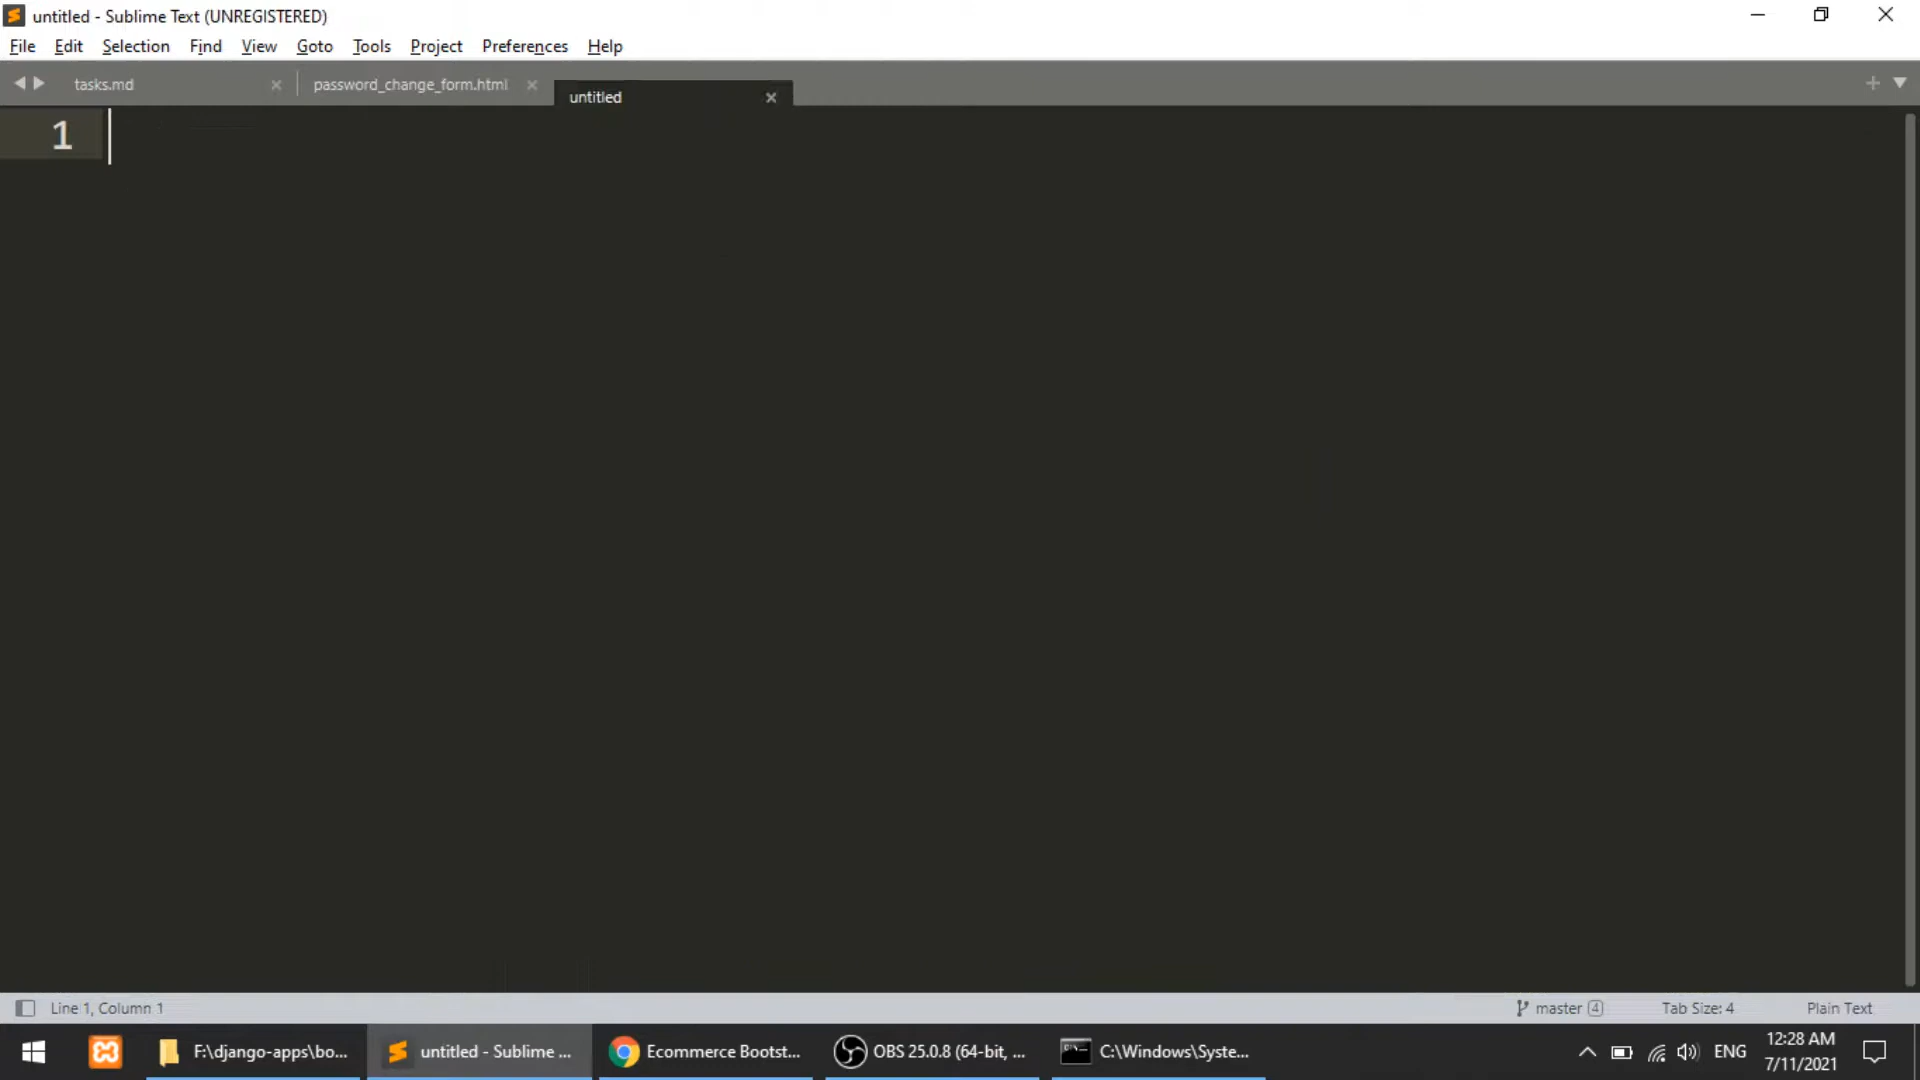 untitled - Sublime Text (UNREGISTERED)
File Edit Selection Find View Goto Tools Project Preferences Help
tasks.md password_change_form.html untitled
1
Line 1, Column 1 master 4 Tab Size: 4 Plain Text
F:\django-apps\bo... untitled - Sublime ... Ecommerce Bootst... OBS 25.0.8 (64-bit, ... C:\Windows\Syste... ENG 12:28 AM
7/11/2021